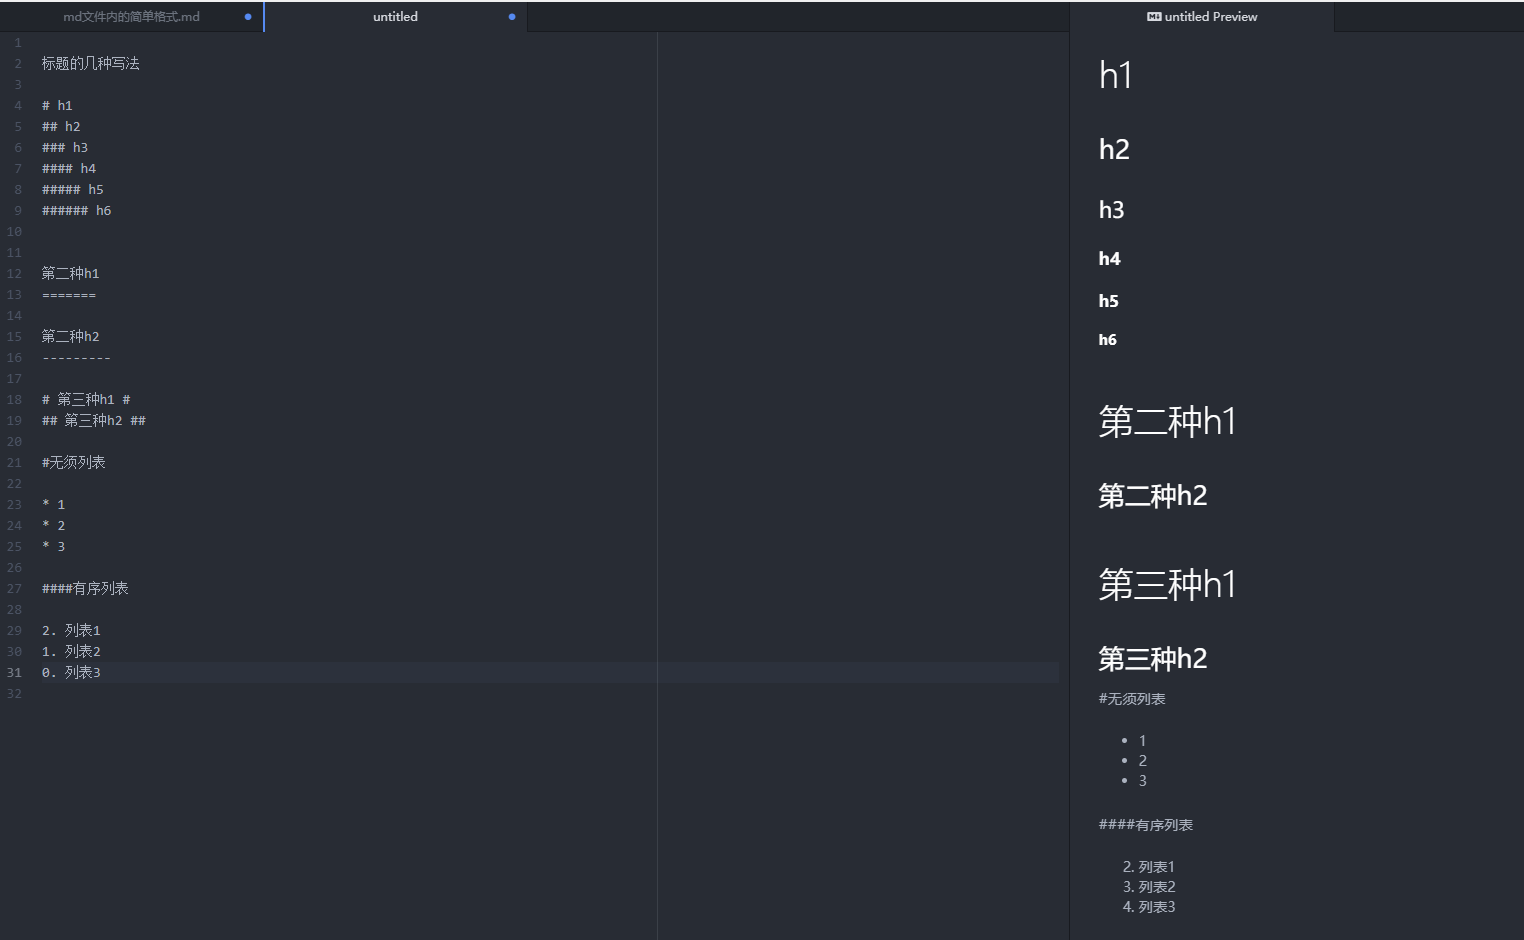 md文件内的简单格式.md
untitled
untitled Preview
1
2 标题的几种写法
3
4 # h1
5 ## h2
6 ### h3
7 #### h4
8 ##### h5
9 ###### h6
10
11
12 第二种h1
13 =======
14
15 第二种h2
16 ---------
17
18 # 第三种h1 #
19 ## 第三种h2 ##
20
21 #无须列表
22
23 * 1
24 * 2
25 * 3
26
27 ####有序列表
28
29 2. 列表1
30 1. 列表2
31 0. 列表3
32
h1
h2
h3
h4
h5
h6
第二种h1
第二种h2
第三种h1
第三种h2
#无须列表
• 1
• 2
• 3
####有序列表
2. 列表1
3. 列表2
4. 列表3